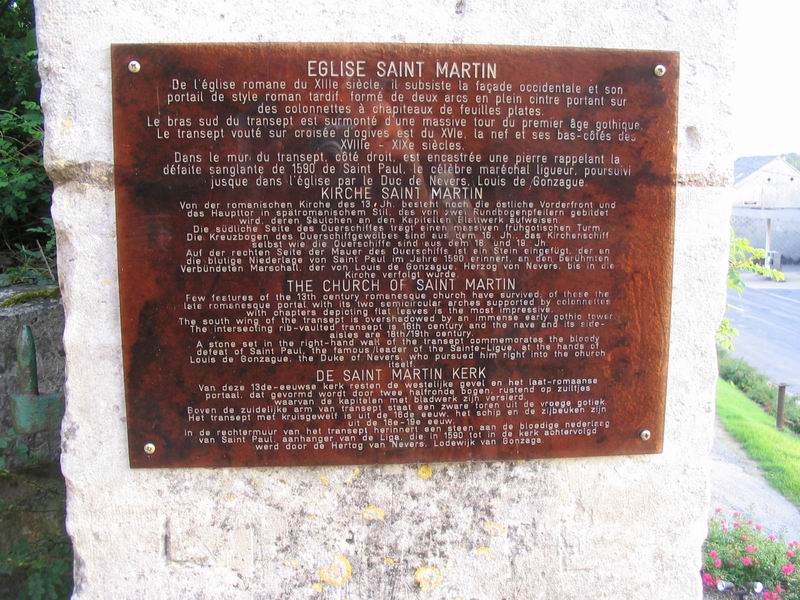 EGLISE SAINT MARTIN
De l'église romane du XIIIe siècle, il subsiste la façade occidentale et son
portail de style roman tardif, formé de deux arcs en plein cintre portant sur
des colonnettes à chapiteaux de feuilles plates.
Le bras sud du transept est surmonté d'une massive tour du premier âge gothique.
Le transept vouté sur croisée d'ogives est du XVIe, la nef et ses bas-côtés des
XVIIIe - XIXe siècles.
Dans le mur du transept, côté droit, est encastrée une pierre rappelant la
défaite sanglante de 1590 de Saint Paul, le célèbre maréchal ligueur, poursuivi
jusque dans l'église par le Duc de Nevers, Louis de Gonzague.
KIRCHE SAINT MARTIN
Von der romanischen Kirche des 13. Jh. besteht noch die östliche Vorderfront und
das Haupttor in spätromanischem Stil, das von zwei Rundbogenpfeilern gebildet
wird, deren Säulchen an den Kapitellen Blattwerk aufweisen.
Die südliche Seite des Querschiffes trägt einen massiven frühgotischen Turm.
Die Kreuzbogen des Querschiffgewölbes sind aus dem 16. Jh., das Kirchenschiff
selbst wie die Querschiffe sind aus dem 18. und 19. Jh.
Auf der rechten Seite der Mauer des Querschiffs ist ein Stein eingefügt, der an
die blutige Niederlage von Saint Paul im Jahre 1590 erinnert, an den berühmten
Verbündeten Marschall, der von Louis de Gonzague, Herzog von Nevers, bis in die
Kirche verfolgt wurde.
THE CHURCH OF SAINT MARTIN
Few features of the 13th century romanesque church have survived; of these the
late romanesque portal with its two semicircular arches supported by colonnettes
with chapters depicting flat leaves is the most impressive.
The south wing of the transept is overshadowed by an immense early gothic tower.
The intersecting rib-vaulted transept is 16th century and the nave and its side-
aisles are 18th/19th century.
A stone set in the right-hand wall of the transept commemorates the bloody
defeat of Saint Paul, the famous leader of the Sainte-Ligue, at the hands of
Louis de Gonzague, the Duke of Nevers, who pursued him right into the church
itself.
DE SAINT MARTIN KERK
Van deze 13de-eeuwse kerk resten de westelijke gevel en het laat-romaanse
portaal, dat gevormd wordt door twee halfronde bogen, rustend op zuiltjes
waarvan de kapitelen met bladwerk zijn versierd.
Boven de zuidelijke arm van transept staat een zware toren uit de vroege gotiek.
Het transept met kruisgewelf is uit de 16de eeuw, het schip en de zijbeuken zijn
uit de 18e-19e eeuw.
In de rechtermuur van het transept herinnert een steen aan de bloedige nederlaag
van Saint Paul, aanhanger van de Liga, die in 1590 tot in de kerk achtervolgd
werd door de Hertog van Nevers, Lodewijk van Gonzaga.